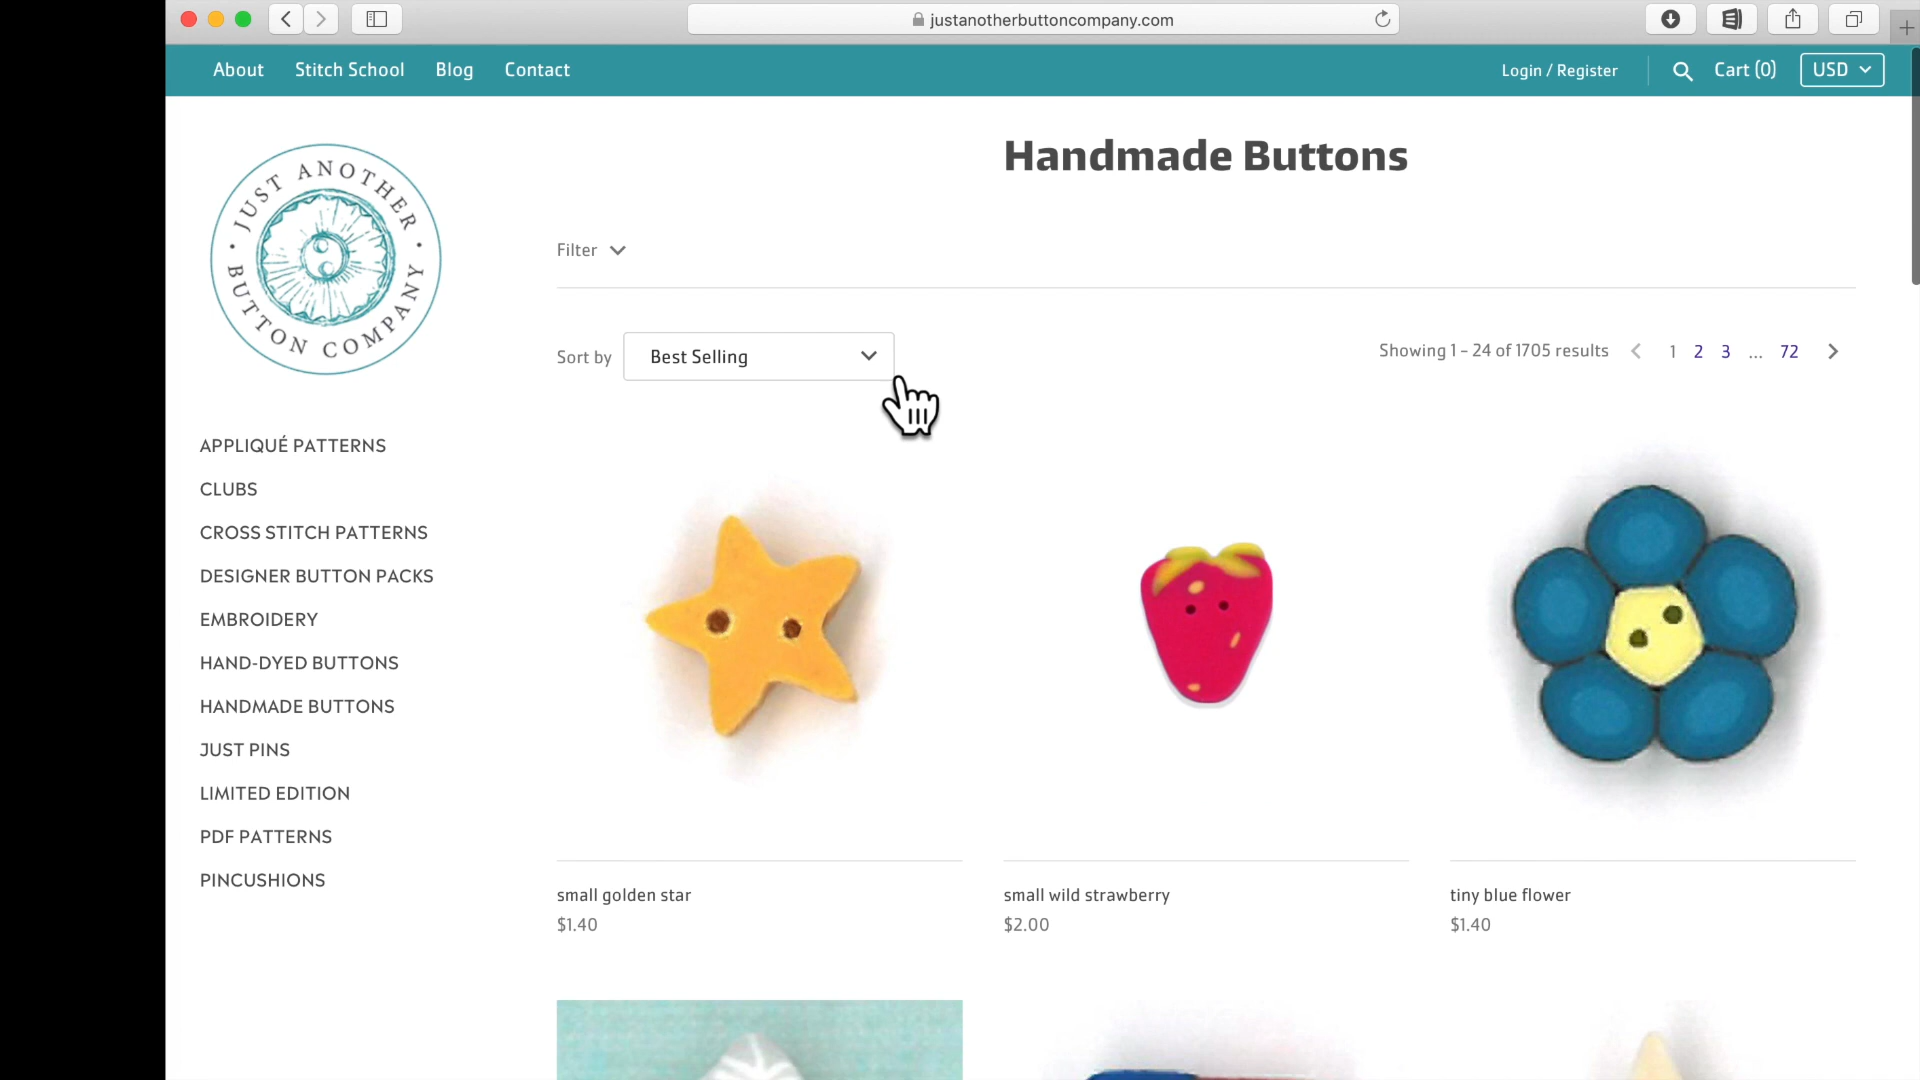 justanotherbuttoncompany.com
About Stitch School Blog Contact Login / Register Cart (0) USD
JUST ANOTHER
BUTTON COMPANY
Handmade Buttons
Filter
Sort by Best Selling Showing 1 - 24 of 1705 results 1 2 3 ... 72
APPLIQUÉ PATTERNS
CLUBS
CROSS STITCH PATTERNS
DESIGNER BUTTON PACKS
EMBROIDERY
HAND-DYED BUTTONS
HANDMADE BUTTONS
JUST PINS
LIMITED EDITION
PDF PATTERNS
PINCUSHIONS
small golden star small wild strawberry tiny blue flower
$1.40 $2.00 $1.40